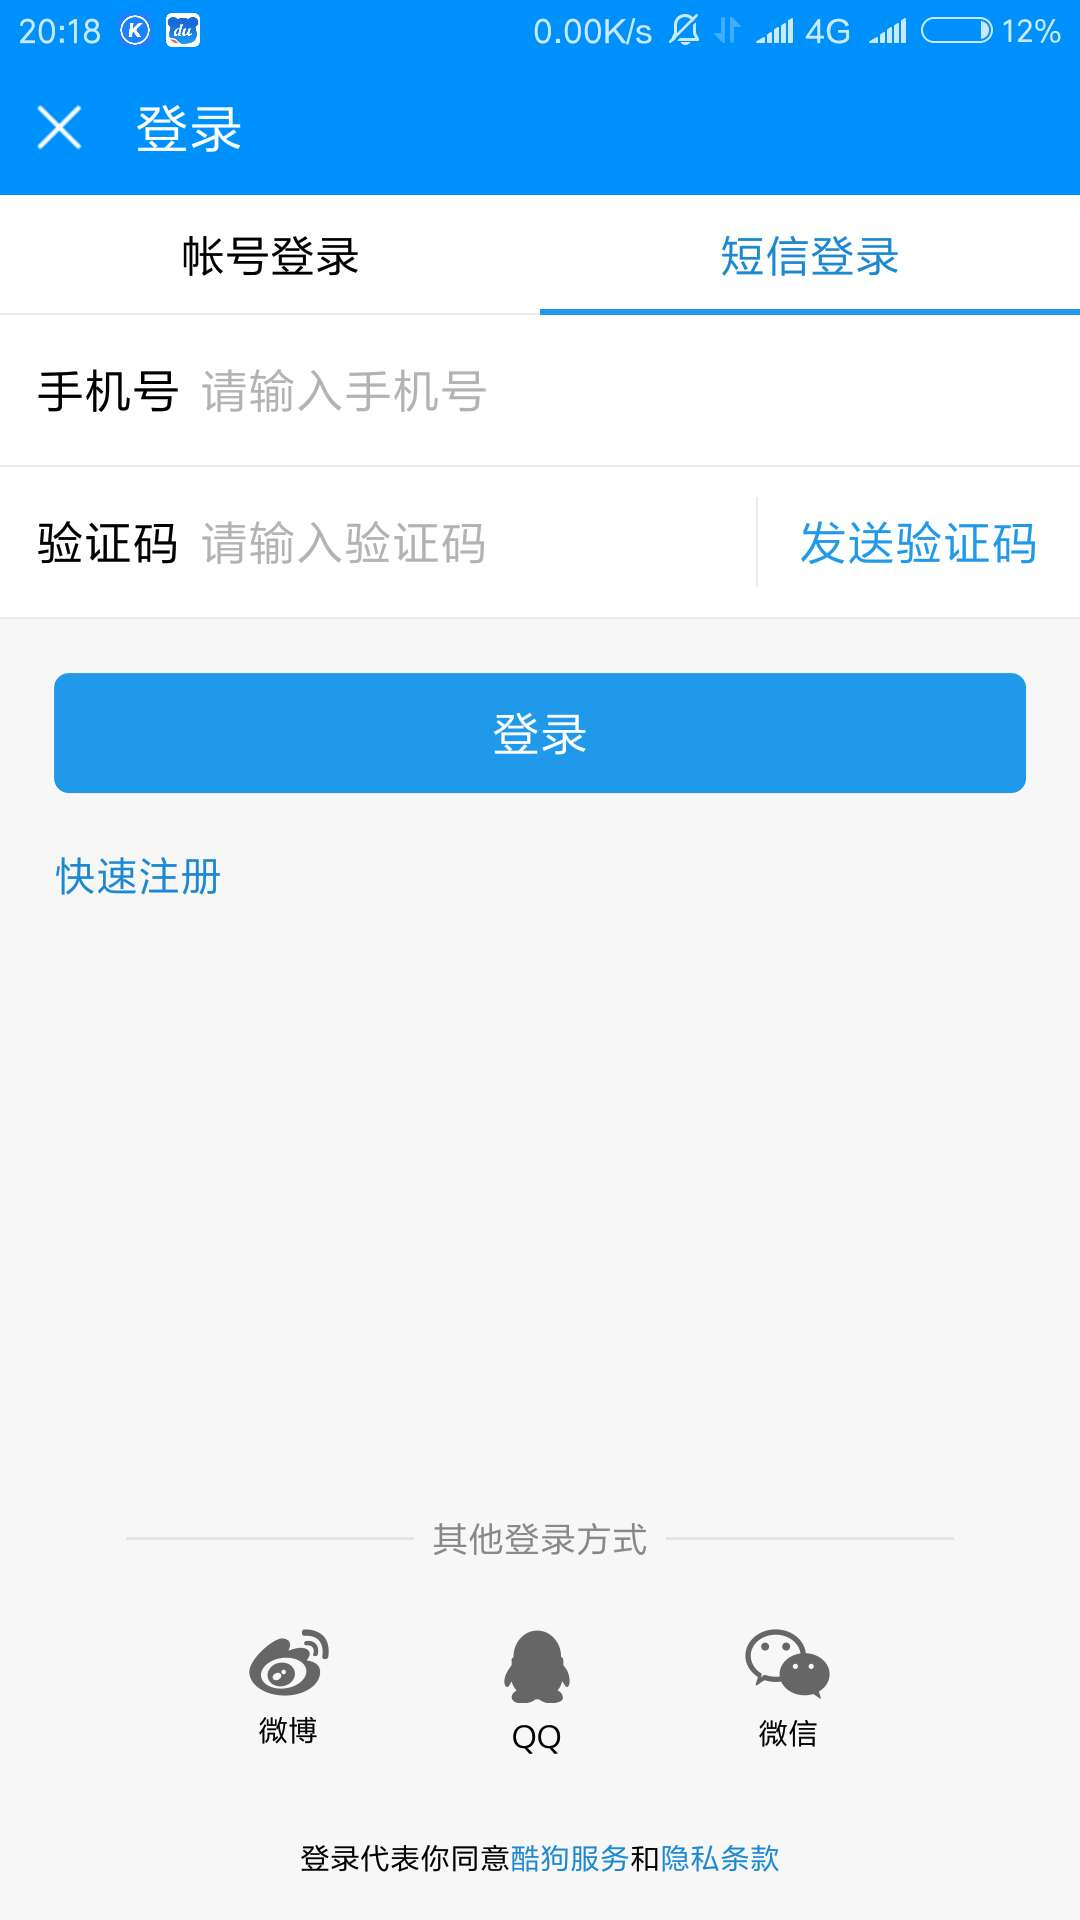 20:18 K du 0.00K/s 4G 12%
登录
帐号登录 短信登录
手机号 请输入手机号
验证码 请输入验证码 发送验证码
登录
快速注册
其他登录方式
微博 QQ 微信
登录代表你同意酷狗服务和隐私条款